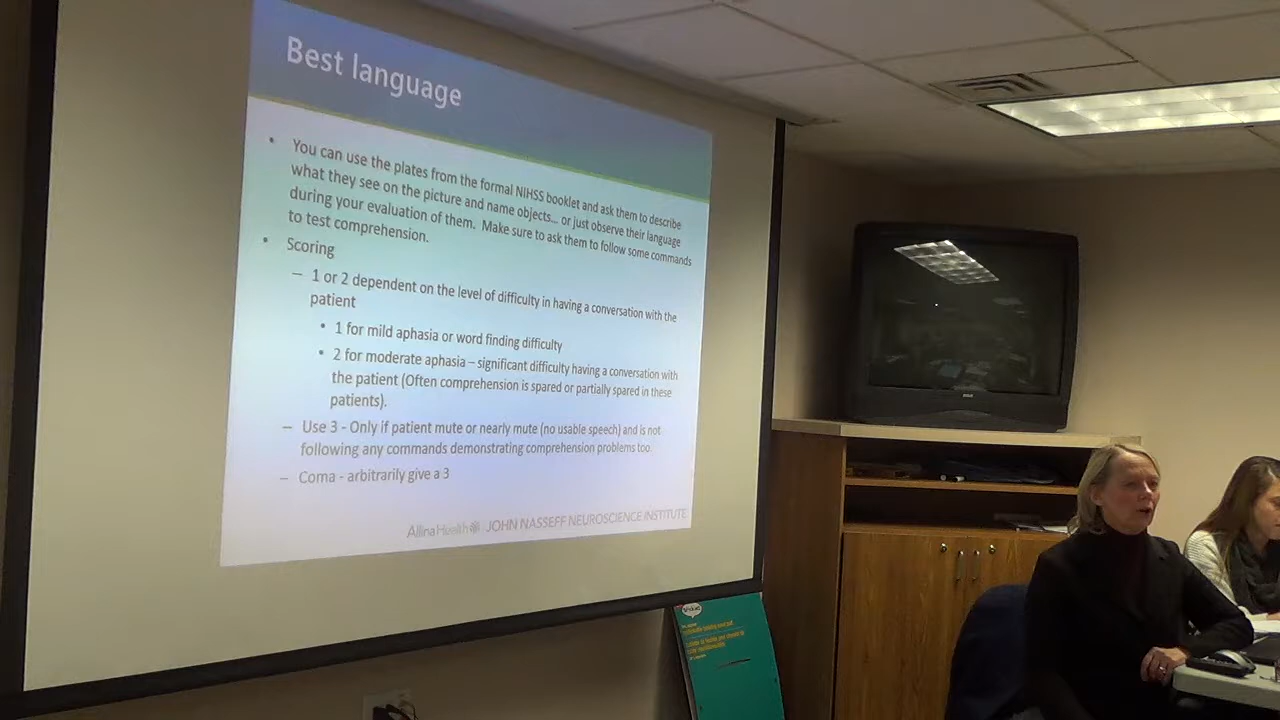 Best language
• You can use the plates from the formal NIHSS booklet and ask them to describe
what they see on the picture and name objects... or just observe their language
during your evaluation of them. Make sure to ask them to follow some commands
to test comprehension.
• Scoring
– 1 or 2 dependent on the level of difficulty in having a conversation with the
patient
• 1 for mild aphasia or word finding difficulty
• 2 for moderate aphasia – significant difficulty having a conversation with
the patient (Often comprehension is spared or partially spared in these
patients).
– Use 3 - Only if patient mute or nearly mute (no usable speech) and is not
following any commands demonstrating comprehension problems too.
– Coma - arbitrarily give a 3
AllinaHealth JOHN NASSEFF NEUROSCIENCE INSTITUTE